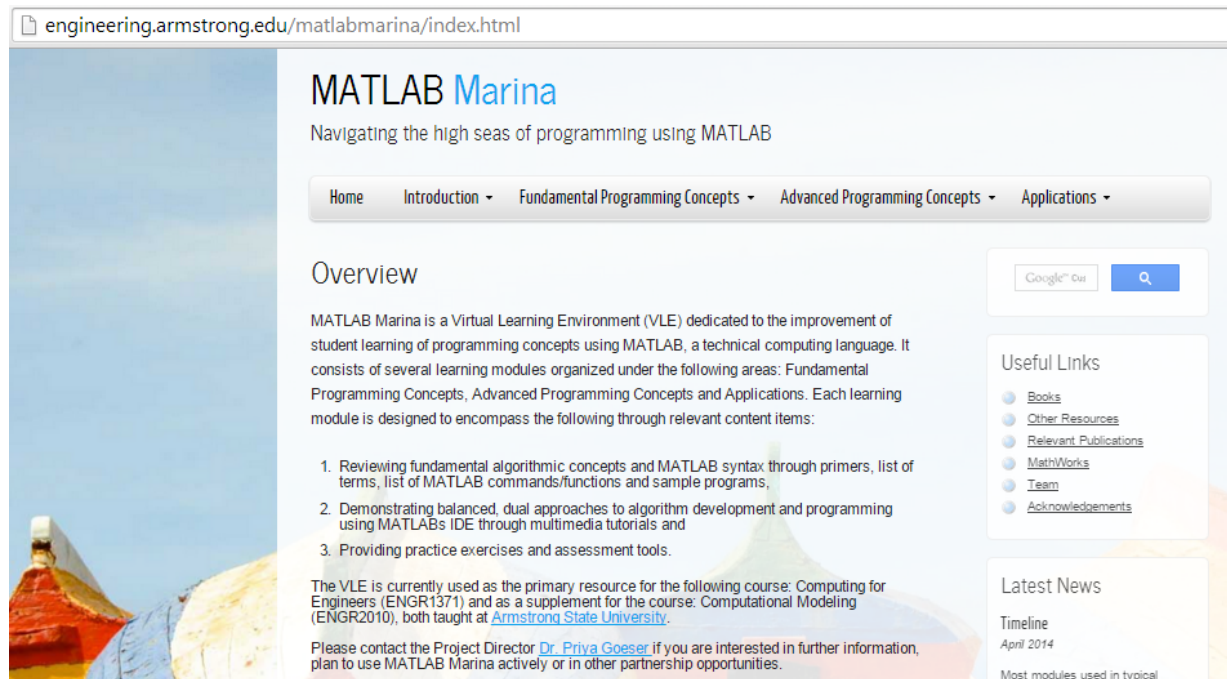 engineering.armstrong.edu/matlabmarina/index.html
MATLAB Marina
Navigating the high seas of programming using MATLAB
Home Introduction Fundamental Programming Concepts Advanced Programming Concepts Applications
Overview
MATLAB Marina is a Virtual Learning Environment (VLE) dedicated to the improvement of
student learning of programming concepts using MATLAB, a technical computing language. It
consists of several learning modules organized under the following areas: Fundamental
Programming Concepts, Advanced Programming Concepts and Applications. Each learning
module is designed to encompass the following through relevant content items:
1. Reviewing fundamental algorithmic concepts and MATLAB syntax through primers, list of
terms, list of MATLAB commands/functions and sample programs,
2. Demonstrating balanced, dual approaches to algorithm development and programming
using MATLABs IDE through multimedia tutorials and
3. Providing practice exercises and assessment tools.
The VLE is currently used as the primary resource for the following course: Computing for
Engineers (ENGR1371) and as a supplement for the course: Computational Modeling
(ENGR2010), both taught at Armstrong State University.
Please contact the Project Director Dr. Priya Goeser if you are interested in further information,
plan to use MATLAB Marina actively or in other partnership opportunities.
Google™ Cus
Useful LInks
Books
Other Resources
Relevant Publications
MathWorks
Team
Acknowledgements
Latest News
Timeline
April 2014
Most modules used in typical